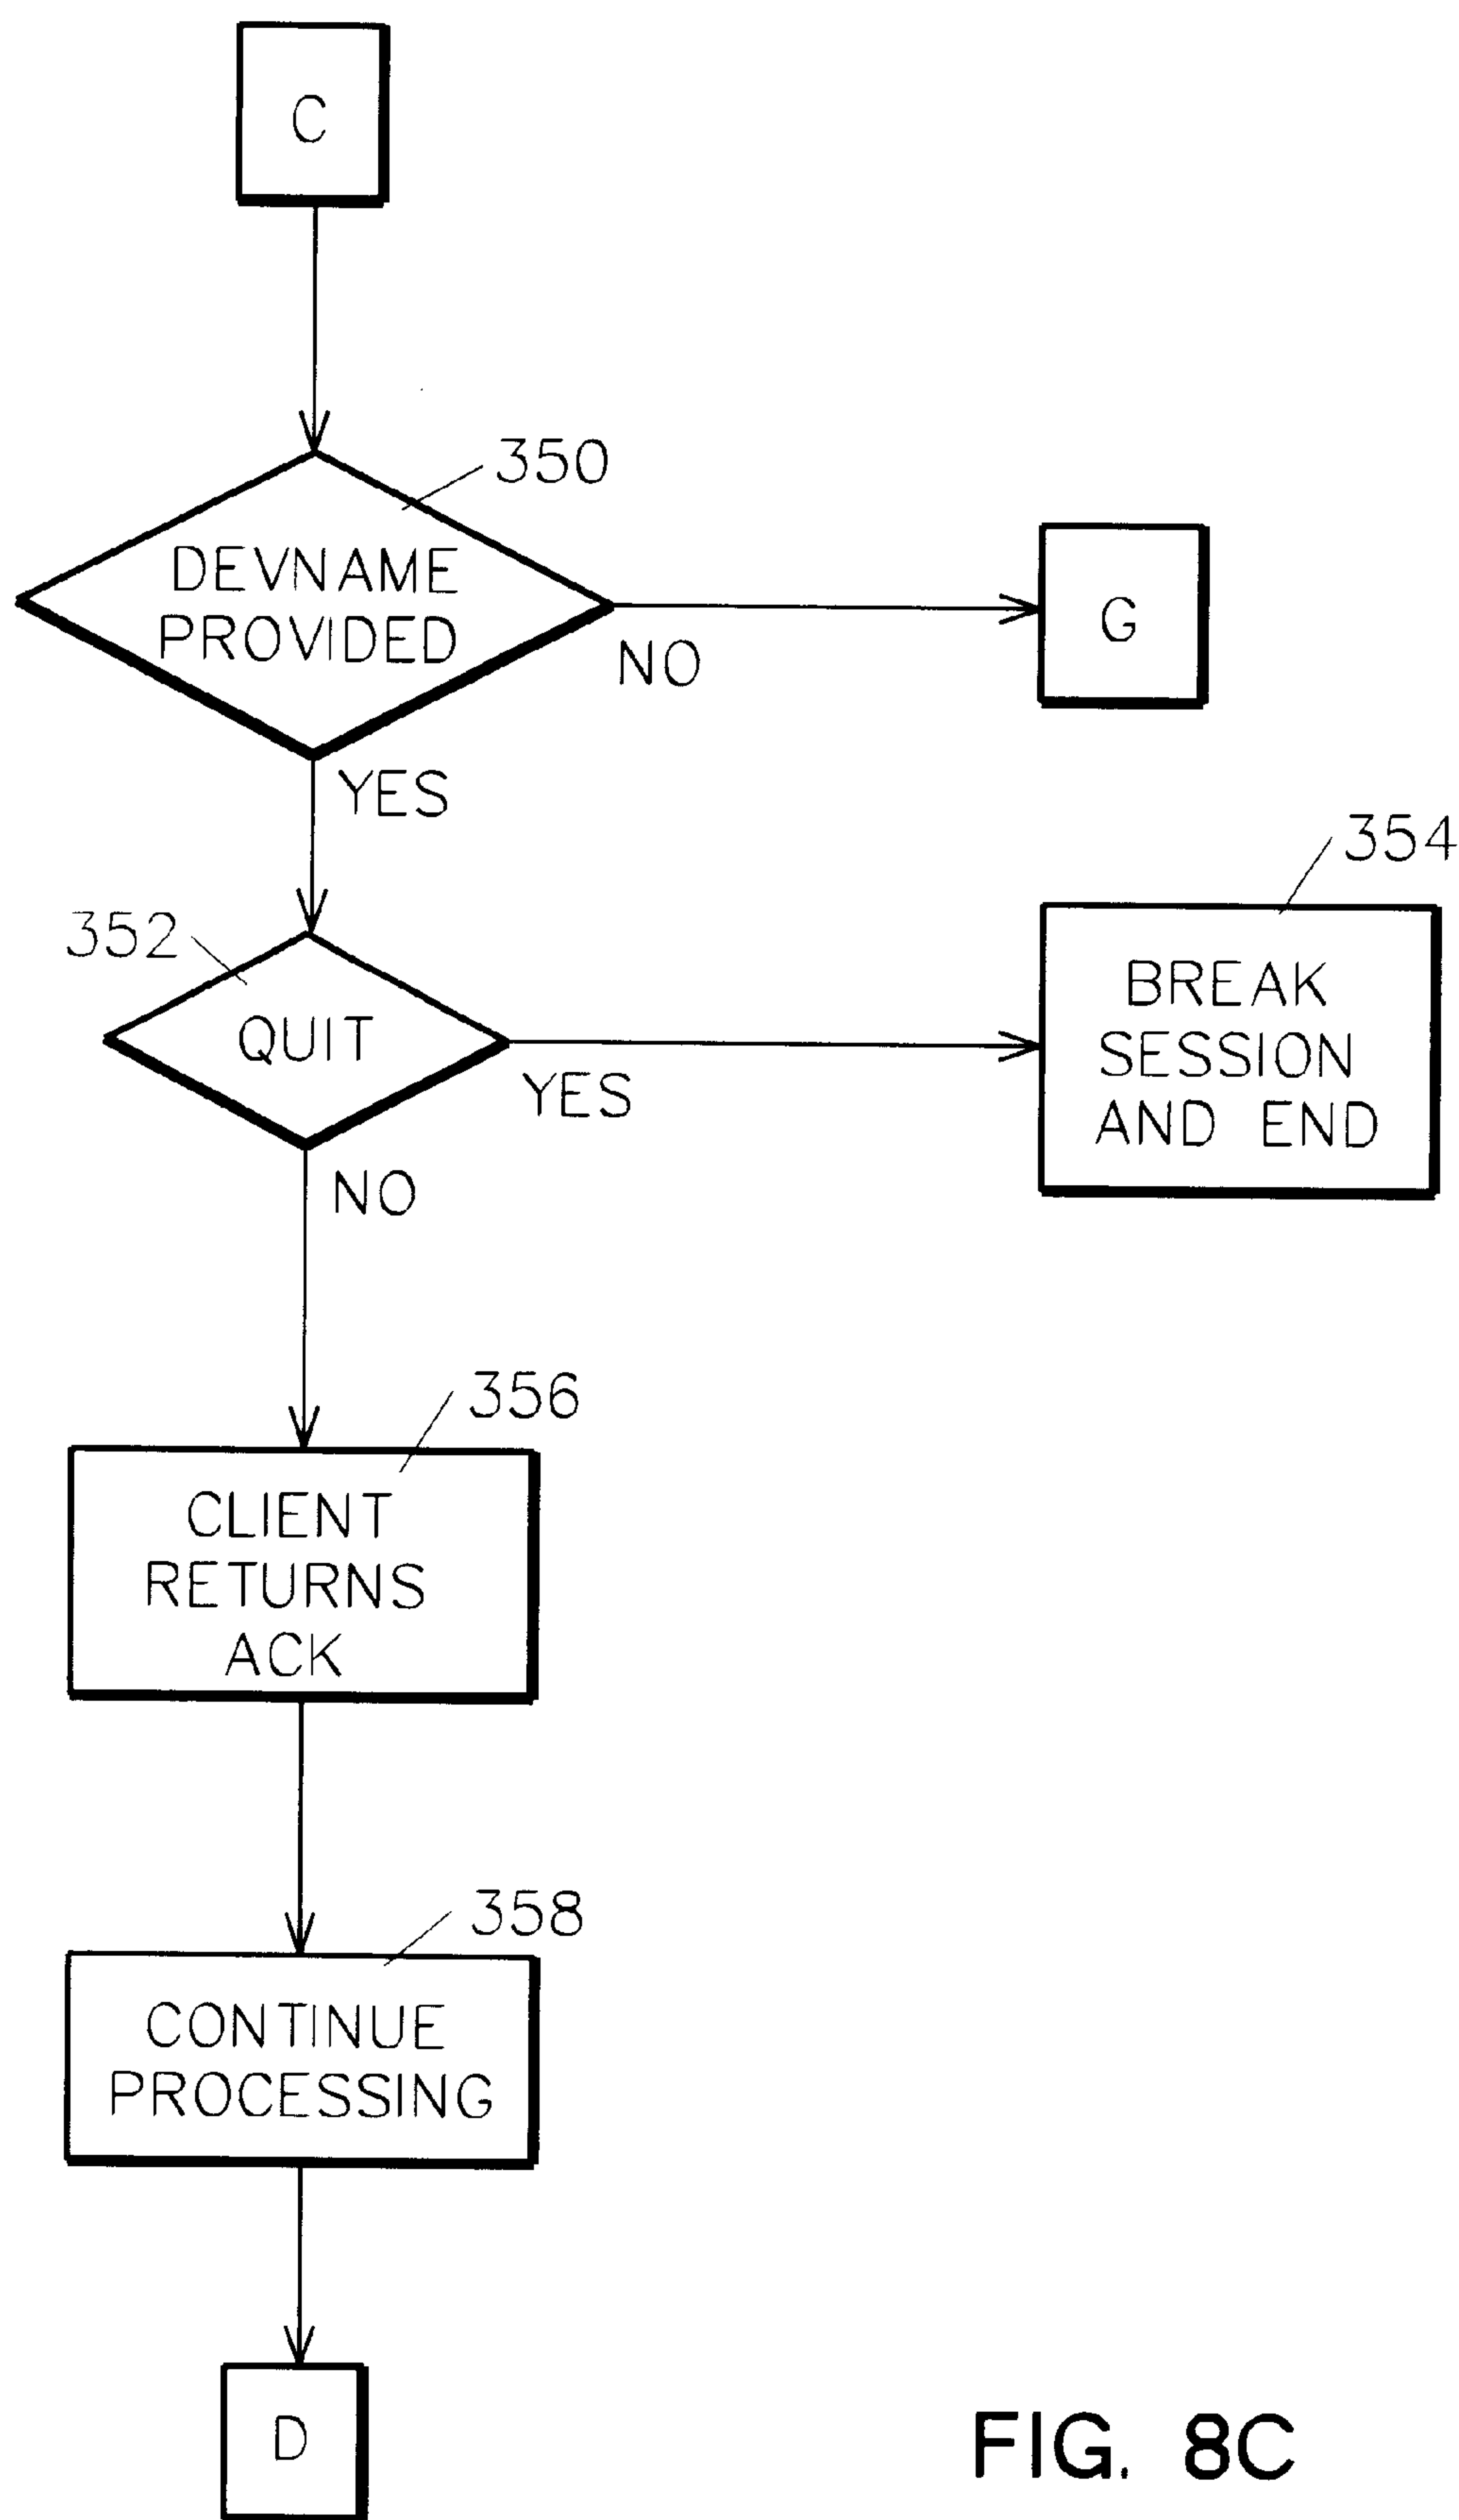 C
350
DEVNAME
PROVIDED
NO
G
YES
354
352
QUIT
YES
BREAK
SESSION
AND END
NO
356
CLIENT
RETURNS
ACK
358
CONTINUE
PROCESSING
D
FIG. 8C